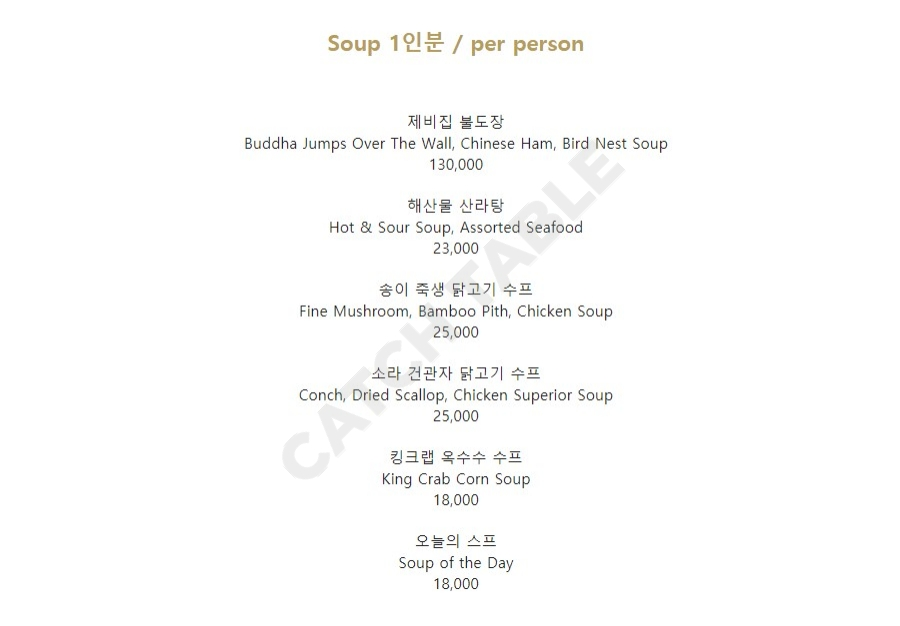 Soup 1인분 / per person
제비집 불도장
Buddha Jumps Over The Wall, Chinese Ham, Bird Nest Soup
130,000
해산물 산라탕
Hot & Sour Soup, Assorted Seafood
23,000
송이 죽생 닭고기 수프
Fine Mushroom, Bamboo Pith, Chicken Soup
25,000
소라 건관자 닭고기 수프
Conch, Dried Scallop, Chicken Superior Soup
25,000
킹크랩 옥수수 수프
King Crab Corn Soup
18,000
오늘의 스프
Soup of the Day
18,000
CATCH TABLE